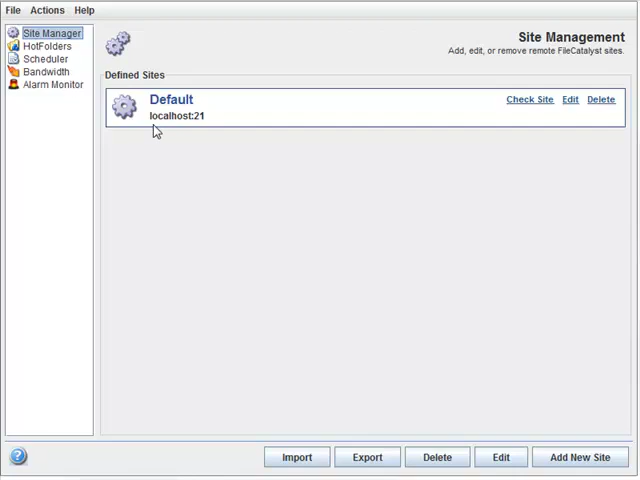 File Actions Help
Site Manager
HotFolders
Scheduler
Bandwidth
Alarm Monitor
Site Management
Add, edit, or remove remote FileCatalyst sites.
Defined Sites
Default
localhost:21
Check Site Edit Delete
?
Import Export Delete Edit Add New Site